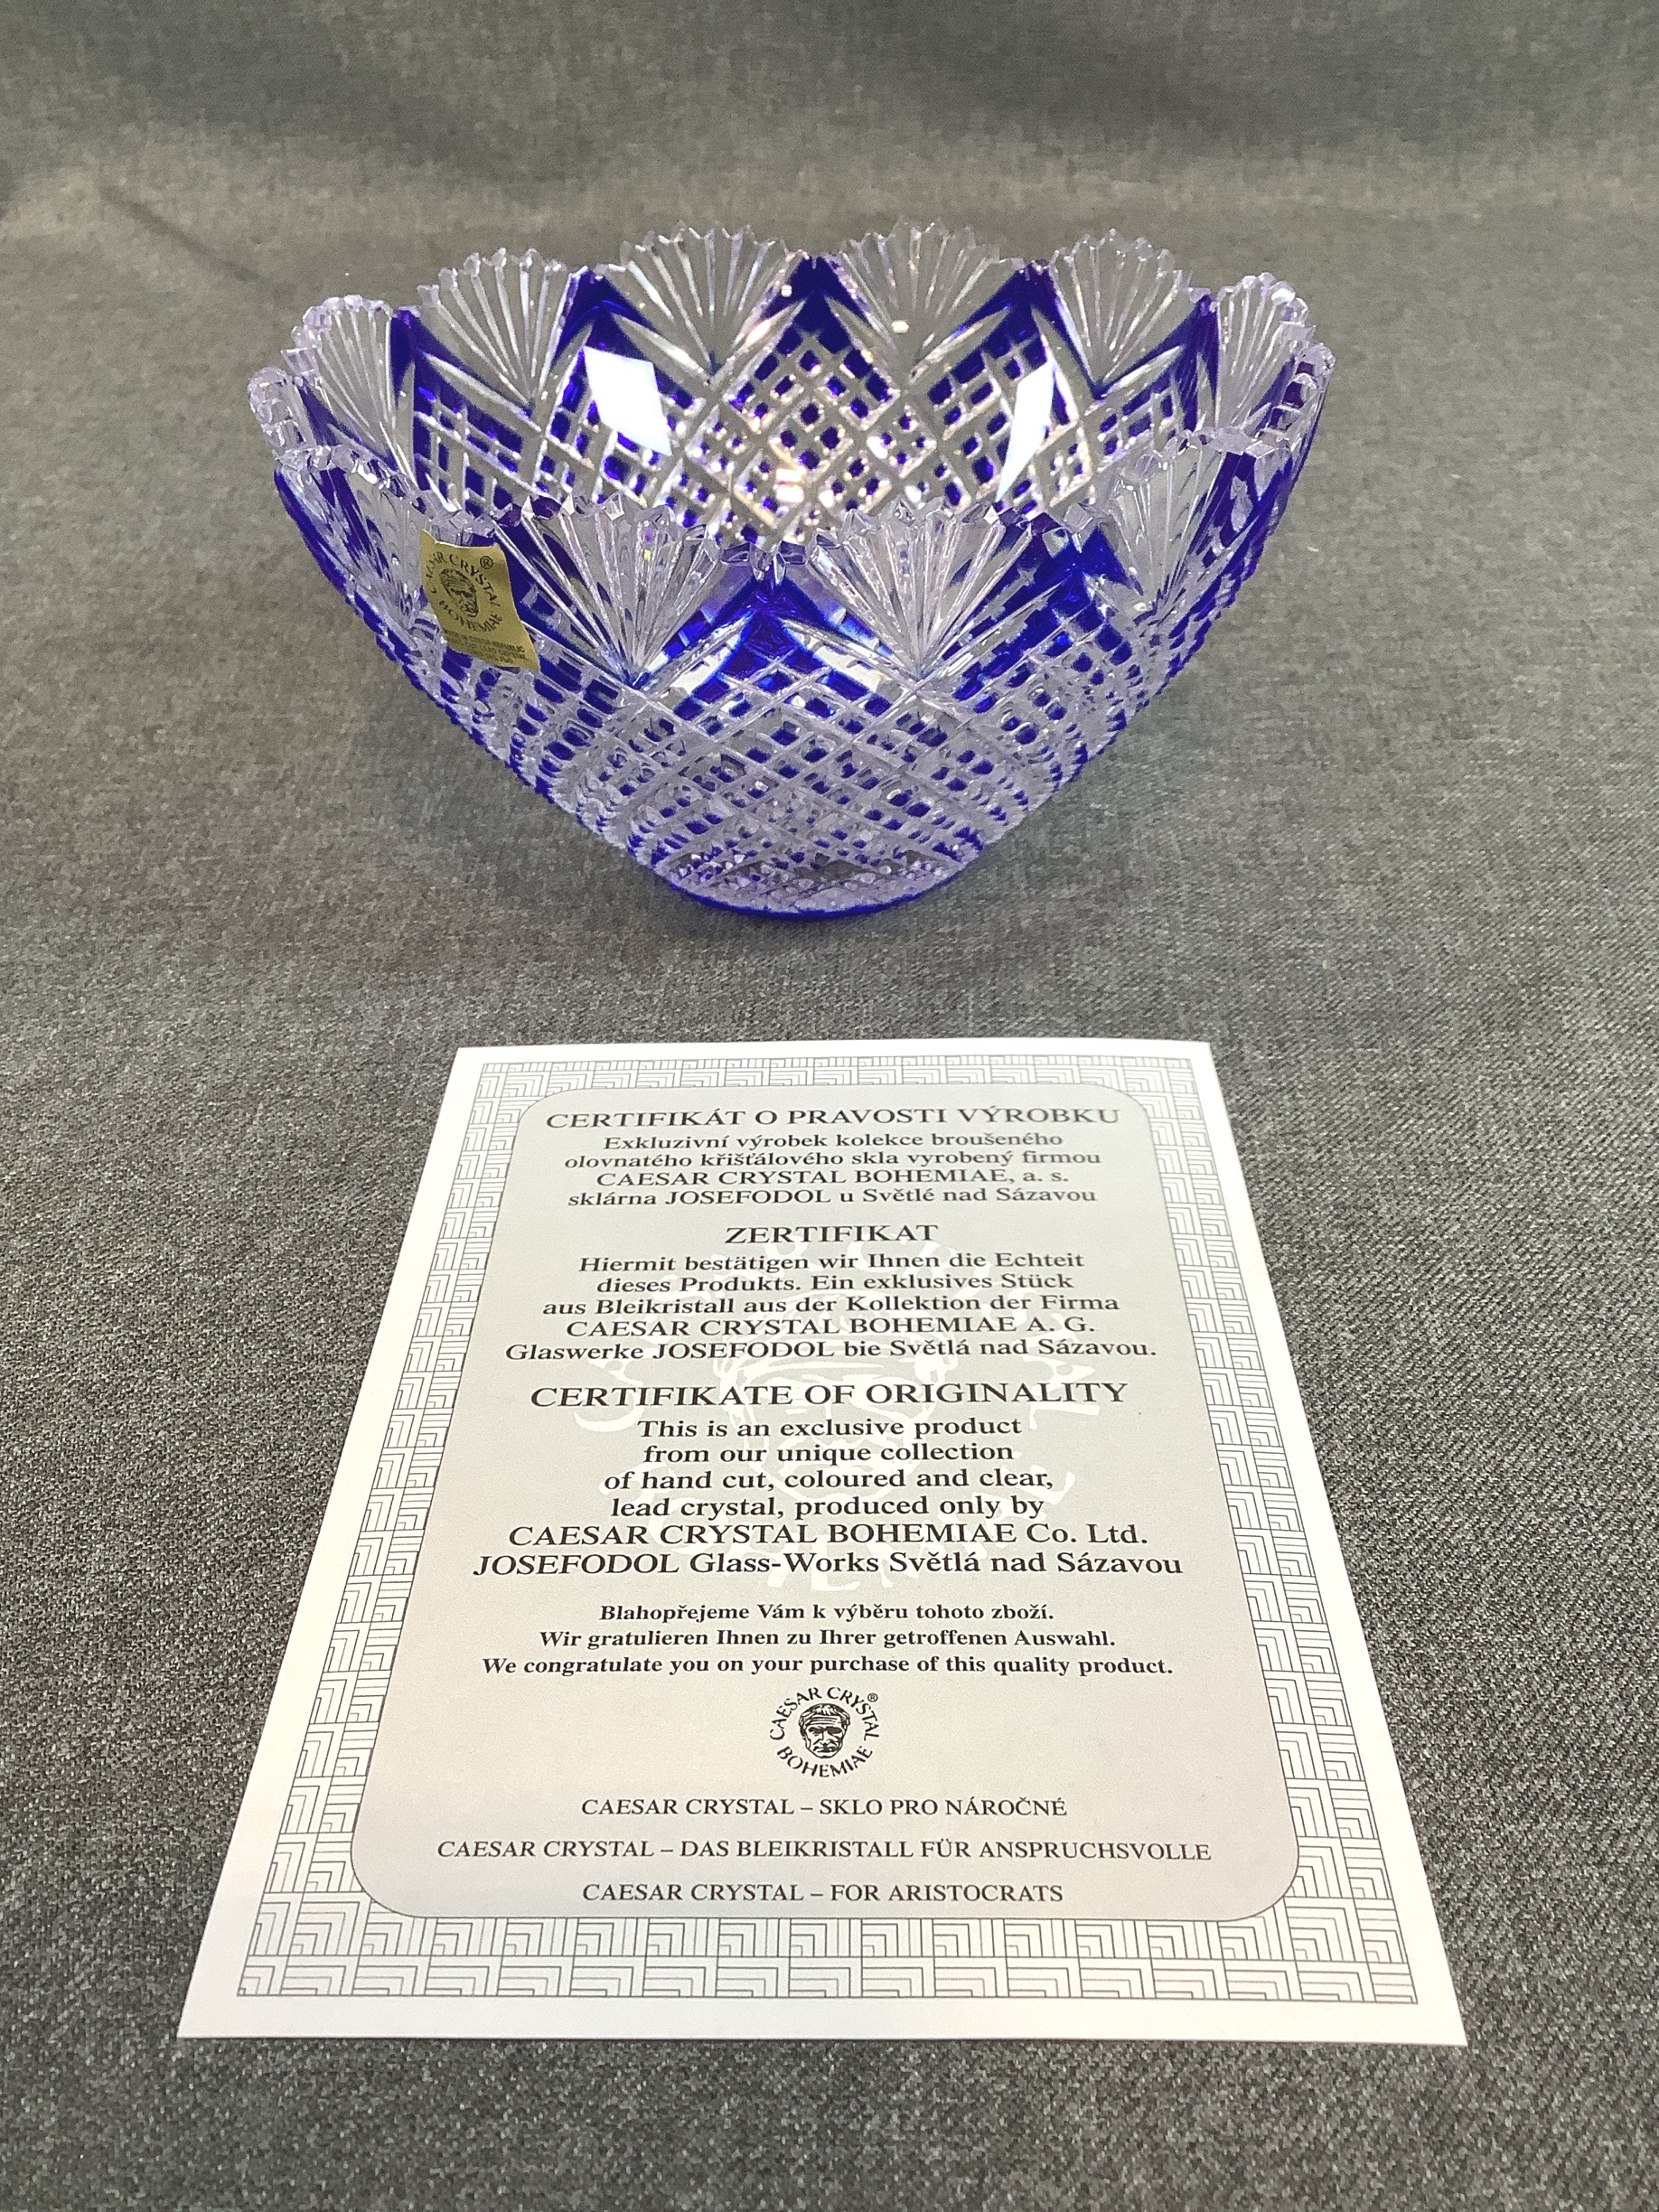 CAESAR CRYSTAL ®
BOHEMIAE
MADE IN CZECH REPUBLIC
CERTIFIKÁT O PRAVOSTI VÝROBKU
Exkluzivní výrobek kolekce broušeného
olovnatého křišťálového skla vyrobený firmou
CAESAR CRYSTAL BOHEMIAE, a. s.
sklárna JOSEFODOL u Světlé nad Sázavou
ZERTIFIKAT
Hiermit bestätigen wir Ihnen die Echteit
dieses Produkts. Ein exklusives Stück
aus Bleikristall aus der Kollektion der Firma
CAESAR CRYSTAL BOHEMIAE A. G.
Glaswerke JOSEFODOL bie Světlá nad Sázavou.
CERTIFIKATE OF ORIGINALITY
This is an exclusive product
from our unique collection
of hand cut, coloured and clear,
lead crystal, produced only by
CAESAR CRYSTAL BOHEMIAE Co. Ltd.
JOSEFODOL Glass-Works Světlá nad Sázavou
Blahopřejeme Vám k výběru tohoto zboží.
Wir gratulieren Ihnen zu Ihrer getroffenen Auswahl.
We congratulate you on your purchase of this quality product.
CAESAR CRYSTAL ®
BOHEMIAE
CAESAR CRYSTAL – SKLO PRO NÁROČNÉ
CAESAR CRYSTAL – DAS BLEIKRISTALL FÜR ANSPRUCHSVOLLE
CAESAR CRYSTAL – FOR ARISTOCRATS